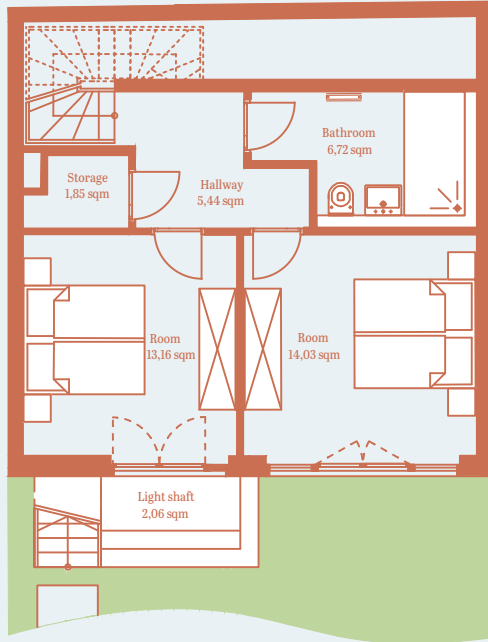 Bathroom
6,72 sqm
Storage
1,85 sqm
Hallway
5,44 sqm
Room
13,16 sqm
Room
14,03 sqm
Light shaft
2,06 sqm